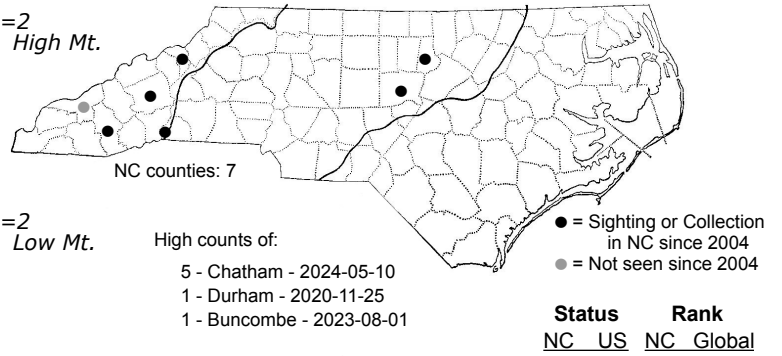 =2
High Mt.
NC counties: 7
=2
Low Mt.
High counts of:
5 - Chatham - 2024-05-10
1 - Durham - 2020-11-25
1 - Buncombe - 2023-08-01
● = Sighting or Collection
in NC since 2004
● = Not seen since 2004
Status Rank
NC US NC Global